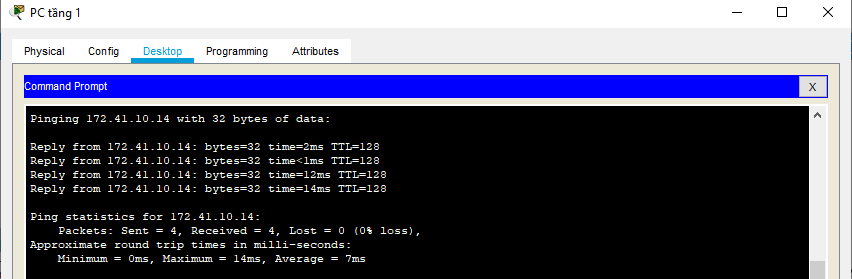 PC tầng 1
Physical Config Desktop Programming Attributes
Command Prompt X
Pinging 172.41.10.14 with 32 bytes of data:
Reply from 172.41.10.14: bytes=32 time=2ms TTL=128
Reply from 172.41.10.14: bytes=32 time<1ms TTL=128
Reply from 172.41.10.14: bytes=32 time=12ms TTL=128
Reply from 172.41.10.14: bytes=32 time=14ms TTL=128
Ping statistics for 172.41.10.14:
Packets: Sent = 4, Received = 4, Lost = 0 (0% loss),
Approximate round trip times in milli-seconds:
Minimum = 0ms, Maximum = 14ms, Average = 7ms